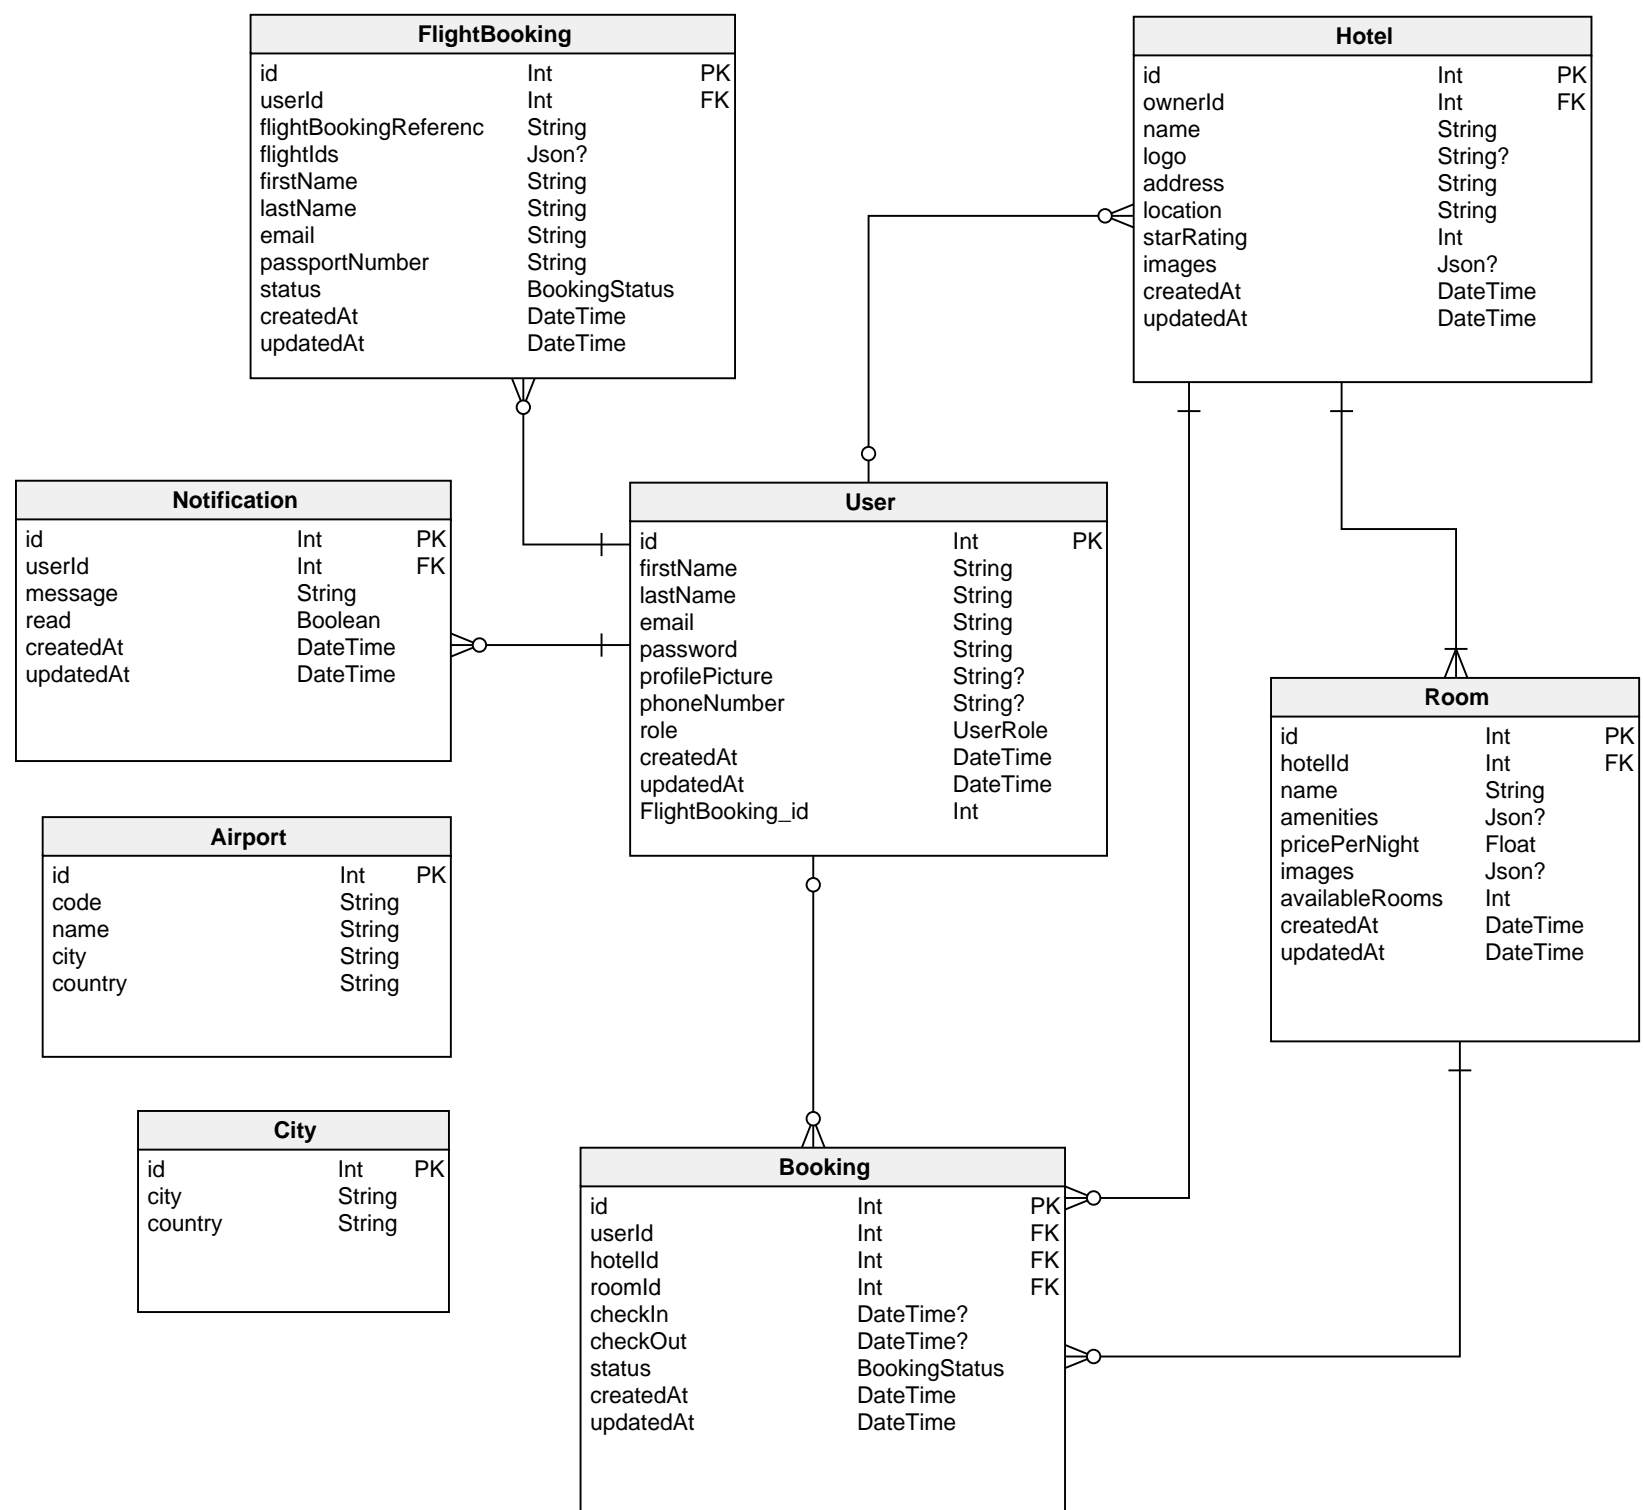 FlightBooking
id Int PK
userId Int FK
flightBookingReferenc String
flightIds Json?
firstName String
lastName String
email String
passportNumber String
status BookingStatus
createdAt DateTime
updatedAt DateTime
Hotel
id Int PK
ownerId Int FK
name String
logo String?
address String
location String
starRating Int
images Json?
createdAt DateTime
updatedAt DateTime
Notification
id Int PK
userId Int FK
message String
read Boolean
createdAt DateTime
updatedAt DateTime
User
id Int PK
firstName String
lastName String
email String
password String
profilePicture String?
phoneNumber String?
role UserRole
createdAt DateTime
updatedAt DateTime
FlightBooking_id Int
Room
id Int PK
hotelId Int FK
name String
amenities Json?
pricePerNight Float
images Json?
availableRooms Int
createdAt DateTime
updatedAt DateTime
Airport
id Int PK
code String
name String
city String
country String
City
id Int PK
city String
country String
Booking
id Int PK
userId Int FK
hotelId Int FK
roomId Int FK
checkIn DateTime?
checkOut DateTime?
status BookingStatus
createdAt DateTime
updatedAt DateTime